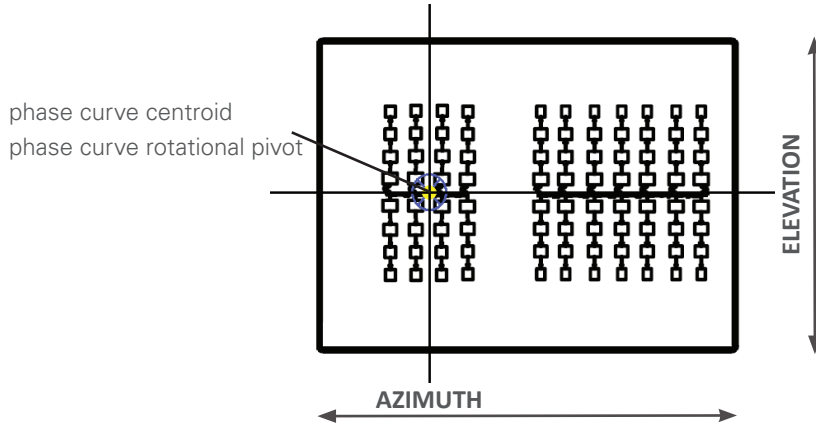 phase curve centroid
phase curve rotational pivot
ELEVATION
AZIMUTH